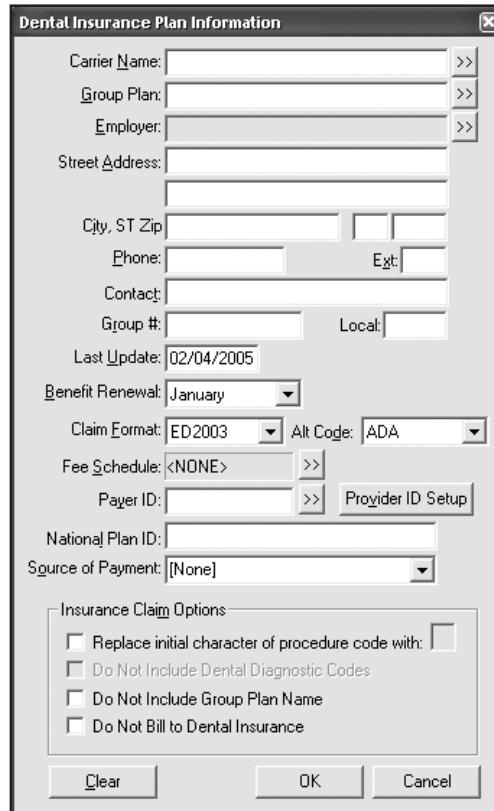 Dental Insurance Plan Information
Carrier Name: >>
Group Plan: >>
Employer: >>
Street Address:
City, ST Zip
Phone: Ext:
Contact:
Group #: Local:
Last Update: 02/04/2005
Benefit Renewal: January
Claim Format: ED2003 Alt Code: ADA
Fee Schedule: <NONE> >>
Payer ID: >> Provider ID Setup
National Plan ID:
Source of Payment: [None]
Insurance Claim Options
Replace initial character of procedure code with:
Do Not Include Dental Diagnostic Codes
Do Not Include Group Plan Name
Do Not Bill to Dental Insurance
Clear OK Cancel